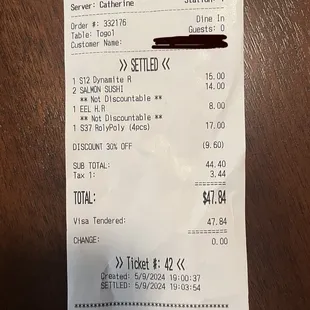 Server: Catherine
Order #: 332176 Dine In
Table: Togo1 Guests: 0
Customer Name:
>> SETTLED <<
1 S12 Dynamite R 15.00
2 SALMON SUSHI 14.00
** Not Discountable **
1 EEL H.R 8.00
** Not Discountable **
1 S37 RolyPoly (4pcs) 17.00
DISCOUNT 30% OFF (9.60)
SUB TOTAL: 44.40
Tax 1: 3.44
========
TOTAL: $47.84
Visa Tendered: 47.84
========
CHANGE: 0.00
>> Ticket #: 42 <<
Created: 5/9/2024 19:00:37
SETTLED: 5/9/2024 19:03:54